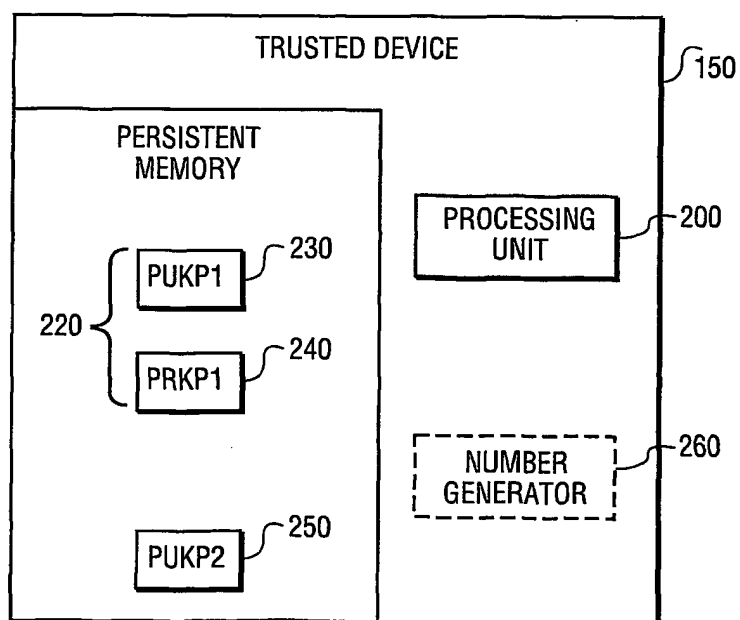 TRUSTED DEVICE
150
PERSISTENT
MEMORY
PROCESSING
UNIT
200
PUKP1
230
220
PRKP1
240
NUMBER
GENERATOR
260
PUKP2
250